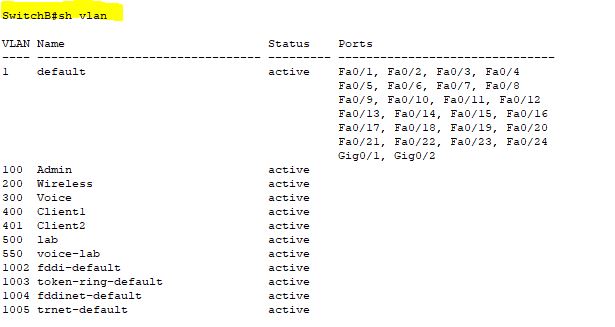 SwitchB#sh vlan
VLAN Name Status Ports
---- -------------------------------- --------- -------------------------------
1 default active Fa0/1, Fa0/2, Fa0/3, Fa0/4
Fa0/5, Fa0/6, Fa0/7, Fa0/8
Fa0/9, Fa0/10, Fa0/11, Fa0/12
Fa0/13, Fa0/14, Fa0/15, Fa0/16
Fa0/17, Fa0/18, Fa0/19, Fa0/20
Fa0/21, Fa0/22, Fa0/23, Fa0/24
Gig0/1, Gig0/2
100 Admin active
200 Wireless active
300 Voice active
400 Client1 active
401 Client2 active
500 lab active
550 voice-lab active
1002 fddi-default active
1003 token-ring-default active
1004 fddinet-default active
1005 trnet-default active